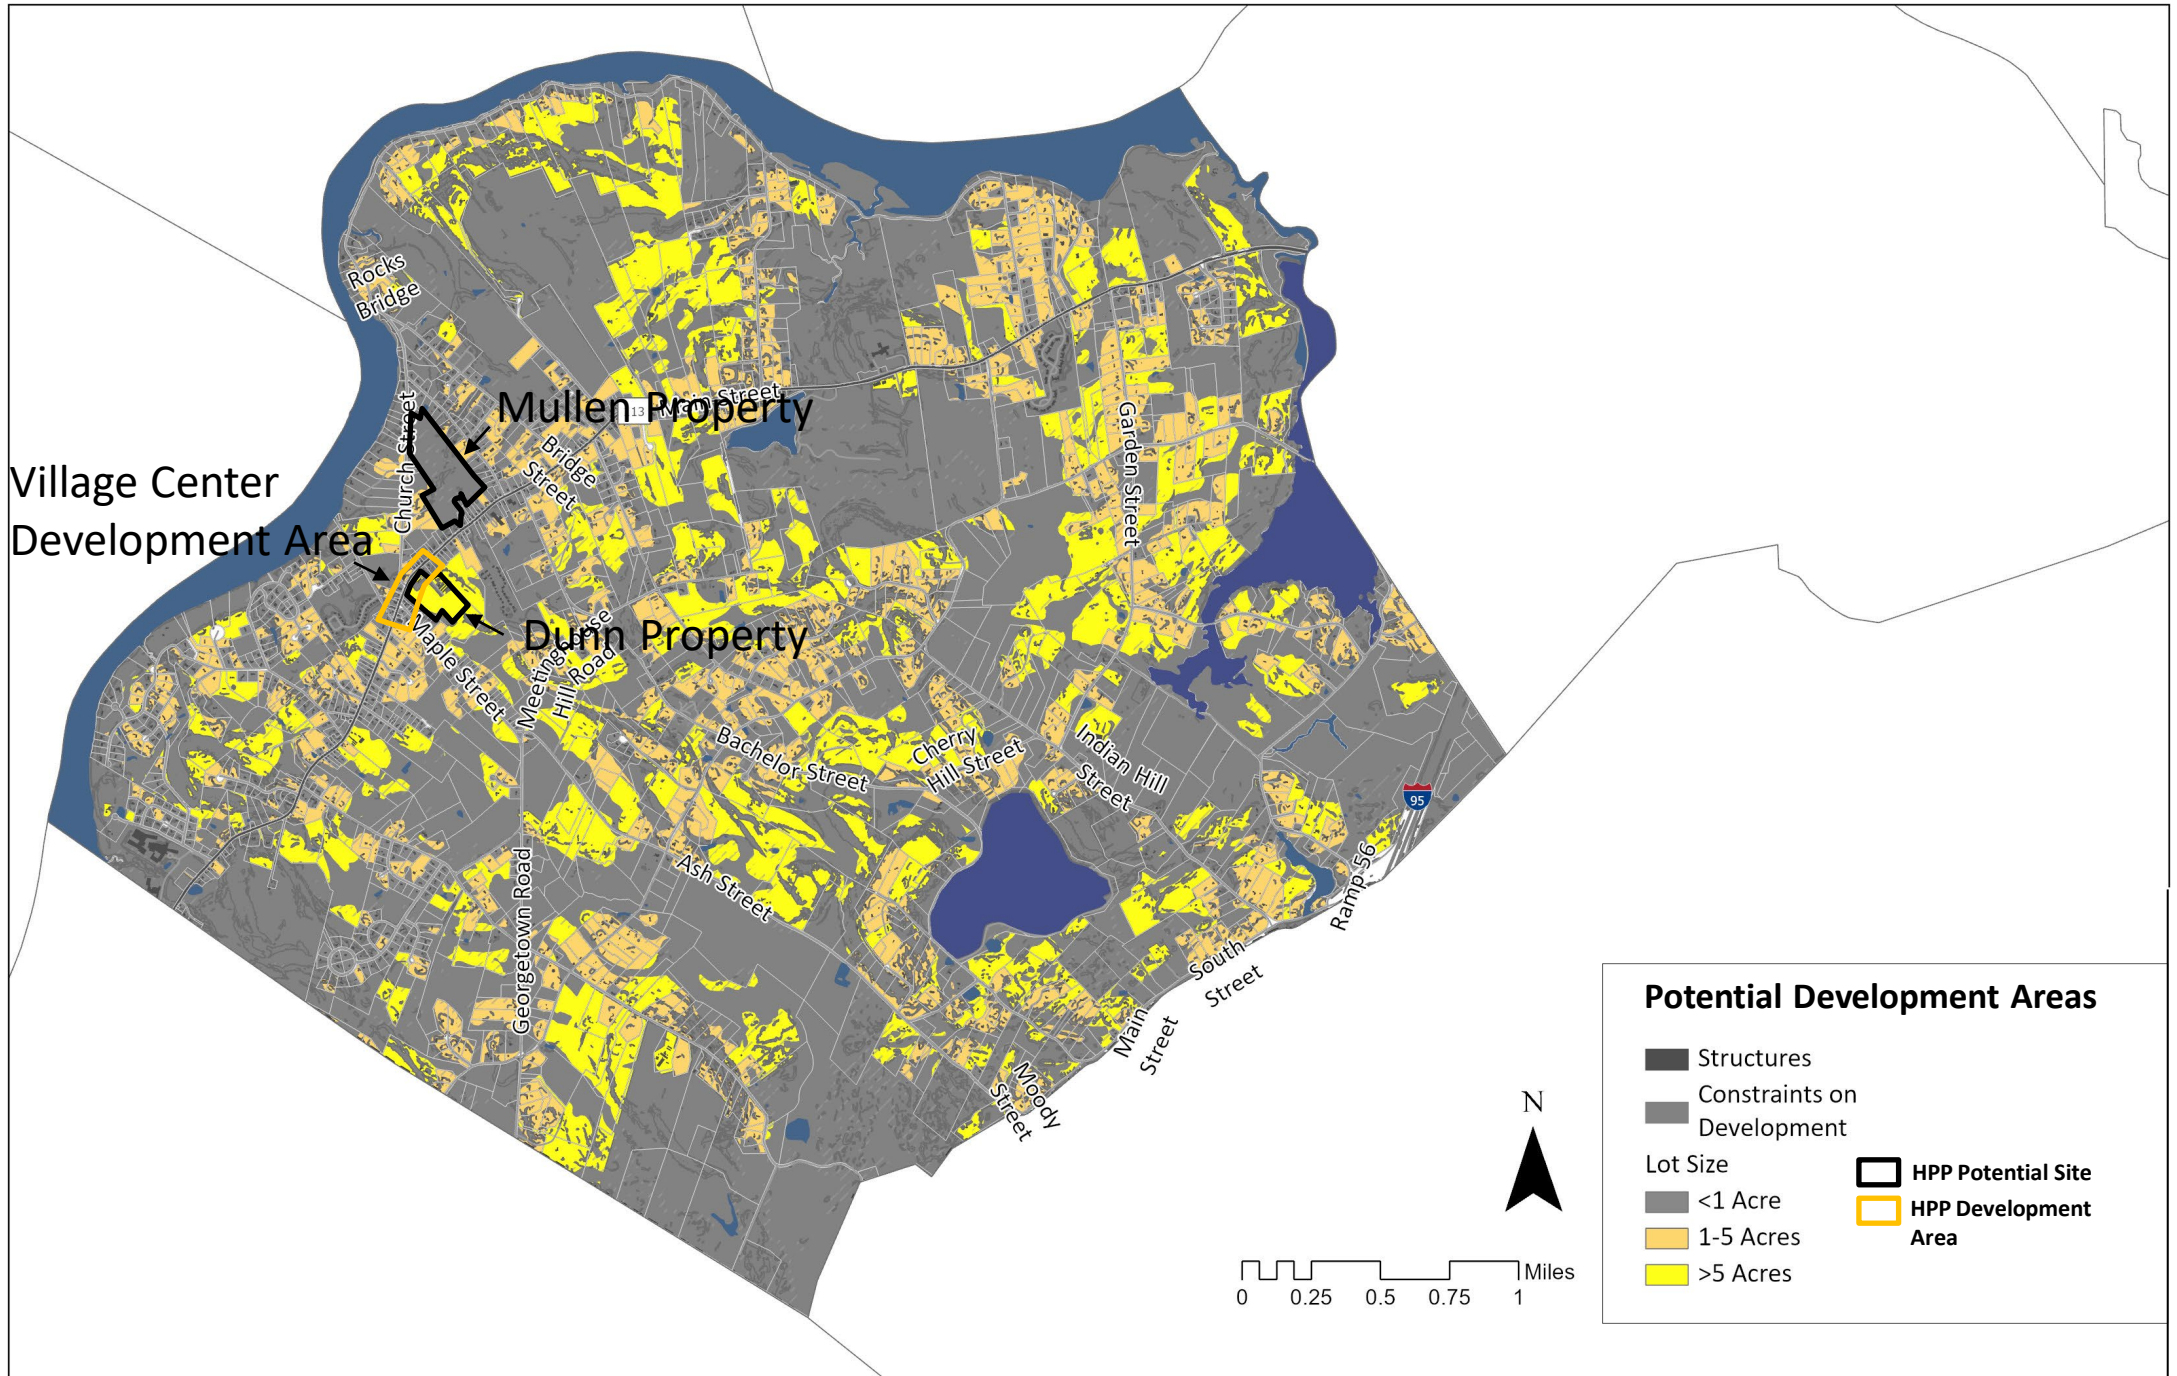 Rocks
Bridge
Church Street
Mullen Property
13
Main Street
Bridge
Street
Garden Street
Village Center
Development Area
Dunn Property
Maple Street
Meetinghouse
Hill Road
Bachelor Street
Cherry
Hill Street
Indian Hill
Street
95
Ash Street
Georgetown Road
Ramp 56
South
Street
Main
Street
Moody
Street
N
Miles
0 0.25 0.5 0.75 1
Potential Development Areas
Structures
Constraints on
Development
Lot Size
<1 Acre
1-5 Acres
>5 Acres
HPP Potential Site
HPP Development
Area